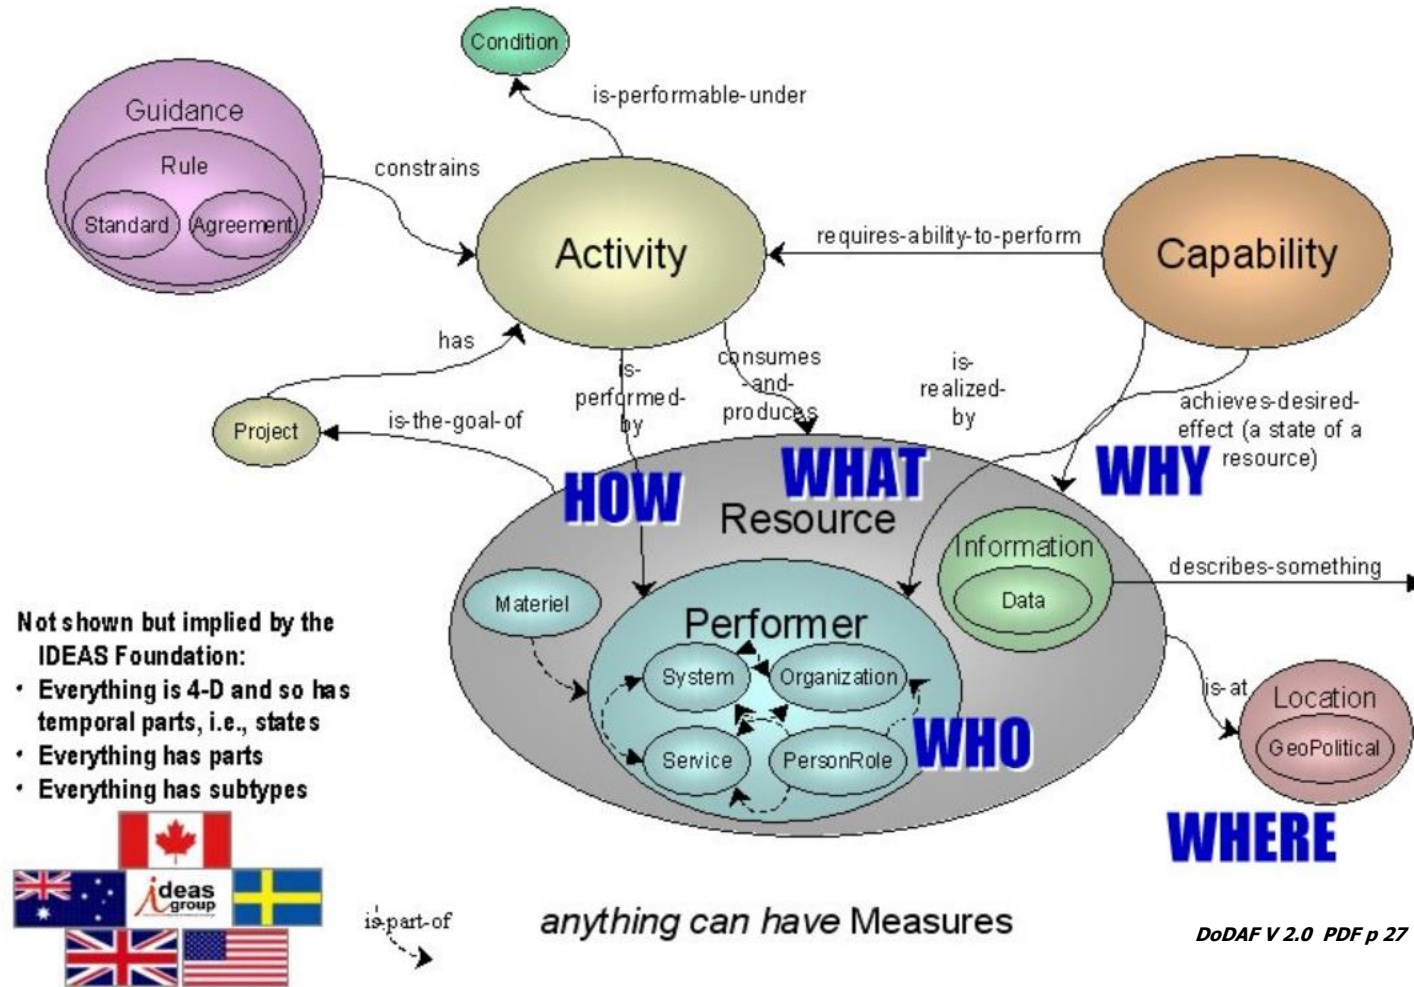 Condition
is-performable-under
Guidance
Rule
Standard
Agreement
constrains
Activity
requires-ability-to-perform
Capability
has
Project
is-the-goal-of
is-
performed-
by
consumes
-and-
produces
is-
realized-
by
achieves-desired-
effect (a state of a
resource)
HOW
WHAT
WHY
Resource
Information
Data
describes-something
Materiel
Performer
System
Organization
Service
PersonRole
WHO
is-at
Location
GeoPolitical
WHERE
Not shown but implied by the
IDEAS Foundation:
· Everything is 4-D and so has
temporal parts, i.e., states
· Everything has parts
· Everything has subtypes
ideas
group
is-part-of
anything can have Measures
DoDAF V 2.0 PDF p 27